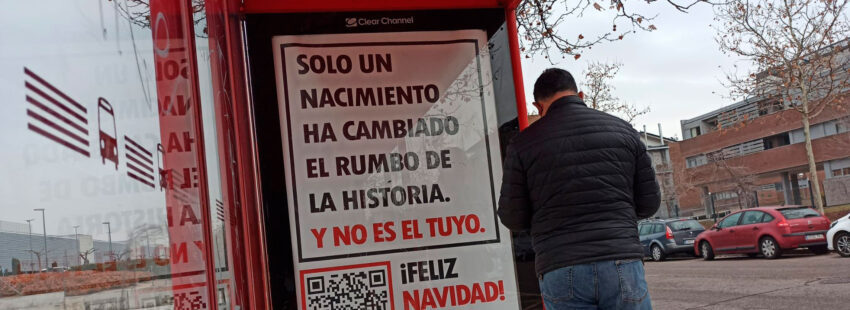 Clear Channel
SOLO UN
NACIMIENTO
HA CAMBIADO
EL RUMBO DE
LA HISTORIA.
Y NO ES EL TUYO.
¡FELIZ
NAVIDAD!